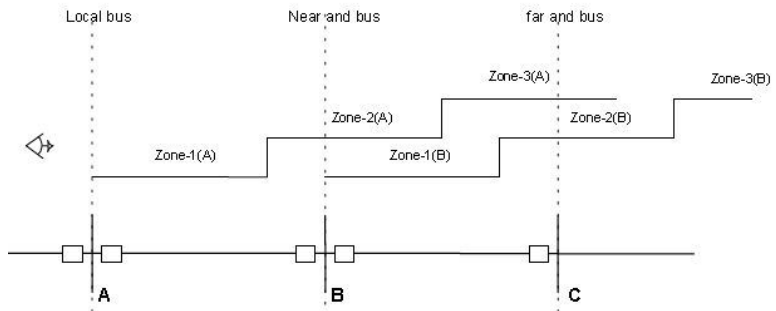 Local bus
Near and bus
far and bus
Zone-3(A)
Zone-3(B)
Zone-2(A)
Zone-2(B)
Zone-1(A)
Zone-1(B)
A
B
C